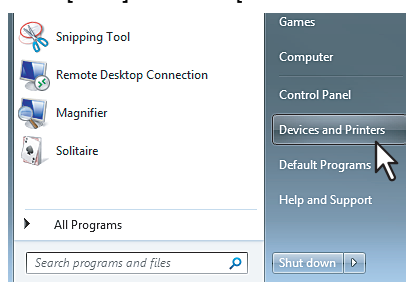 Snipping Tool
Remote Desktop Connection
Magnifier
Solitaire
All Programs
Search programs and files
Games
Computer
Control Panel
Devices and Printers
Default Programs
Help and Support
Shut down